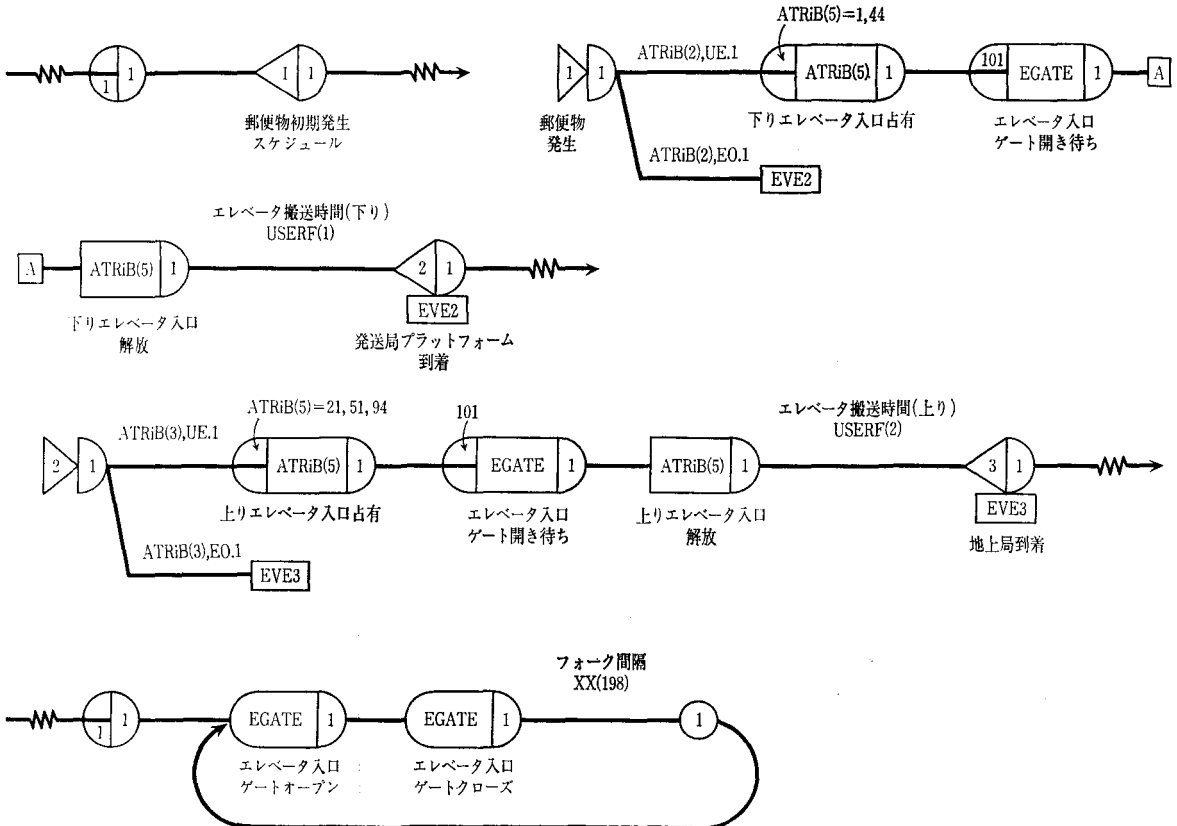 1 1
1 1
郵便物初期発生
スケジュール
ATRiB(5)=1,44
ATRiB(2),UE.1
1 1
ATRiB(5) 1
101 EGATE 1
A
郵便物
発生
下りエレベータ入口占有
エレベータ入口
ゲート開き待ち
ATRiB(2),EO.1
EVE2
エレベータ搬送時間(下り)
USERF(1)
A
ATRiB(5) 1
2 1
EVE2
下りエレベータ入口
解放
発送局プラットフォーム
到着
ATRiB(3),UE.1
ATRiB(5)=21,51,94
101
エレベータ搬送時間(上り)
USERF(2)
2 1
ATRiB(5) 1
EGATE 1
ATRiB(5) 1
3 1
EVE3
上りエレベータ入口占有
エレベータ入口
ゲート開き待ち
上りエレベータ入口
解放
地上局到着
ATRiB(3),EO.1
EVE3
フォーク間隔
XX(198)
1 1
EGATE 1
EGATE 1
1
エレベータ入口
ゲートオープン
エレベータ入口
ゲートクローズ